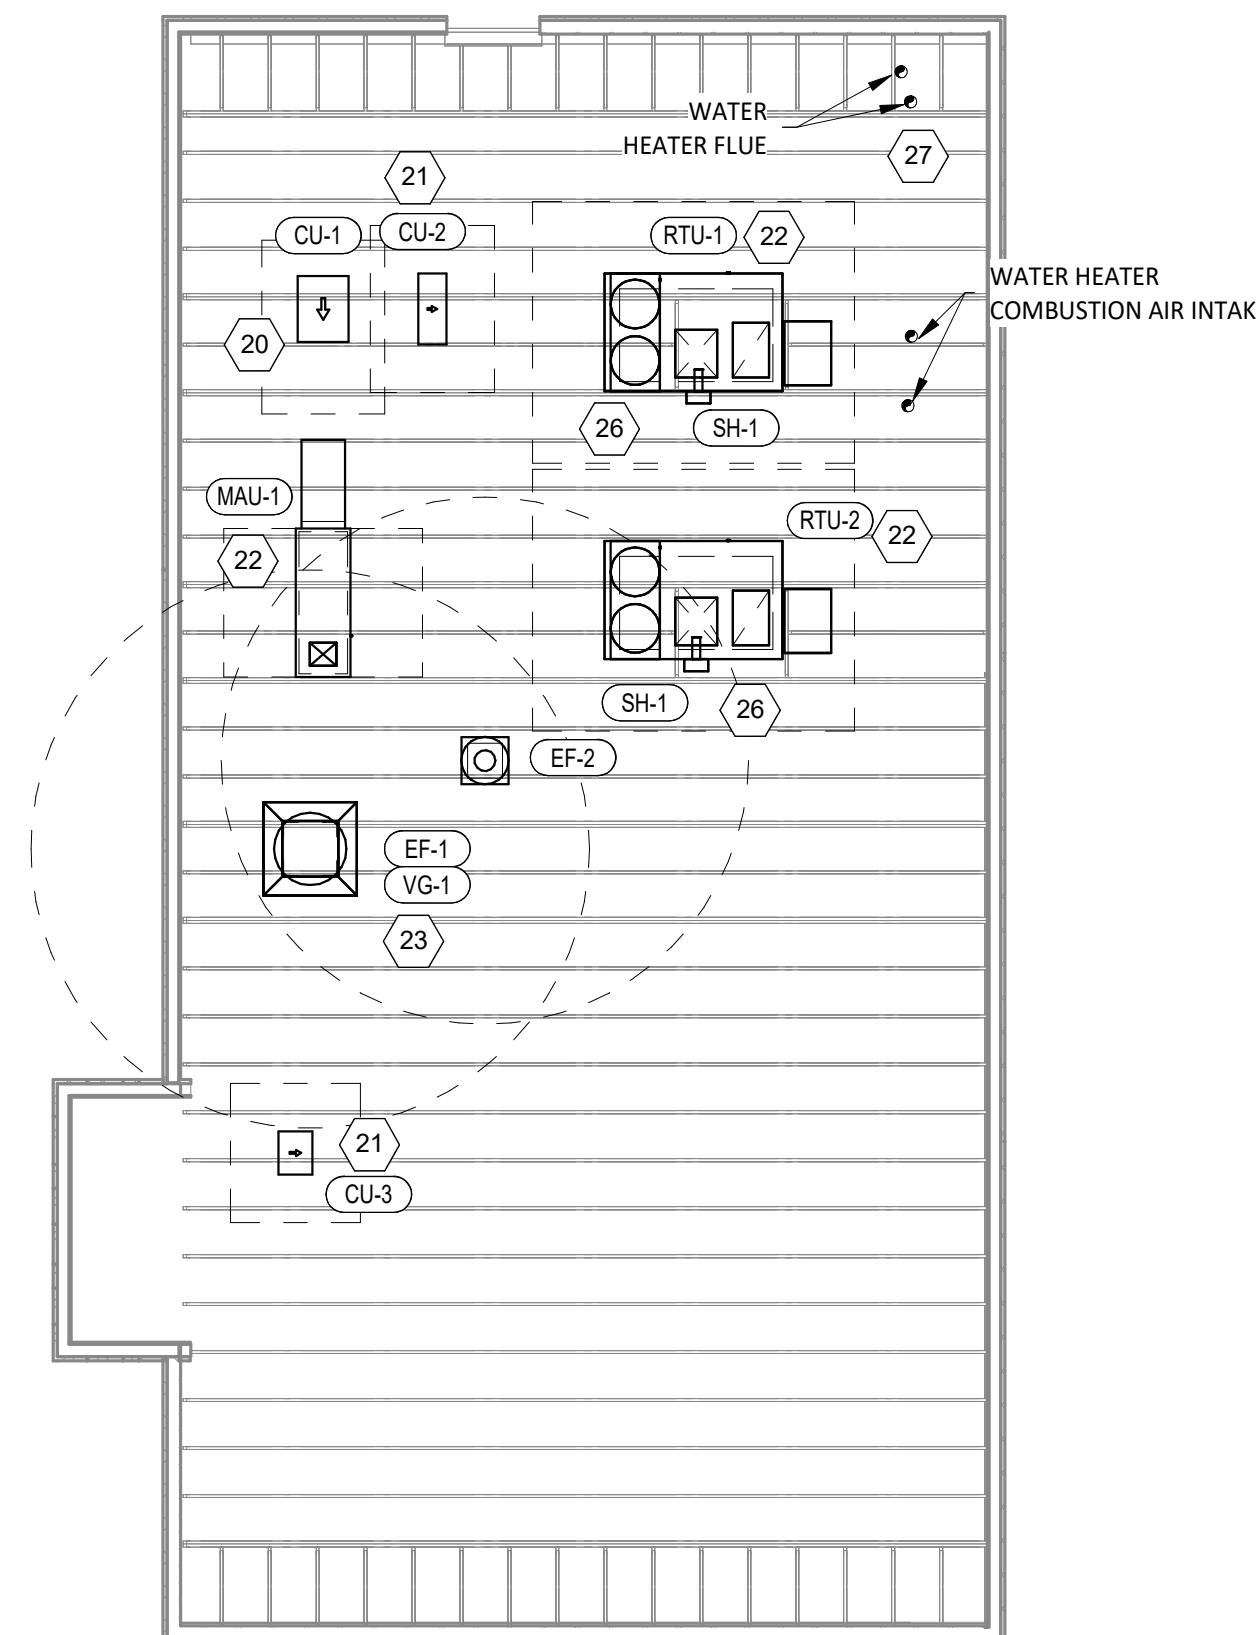 WATER
HEATER FLUE
27
21
CU-1
CU-2
RTU-1
22
WATER HEATER
COMBUSTION AIR INTAK
20
26
SH-1
MAU-1
RTU-2
22
22
SH-1
26
EF-2
EF-1
VG-1
23
21
CU-3